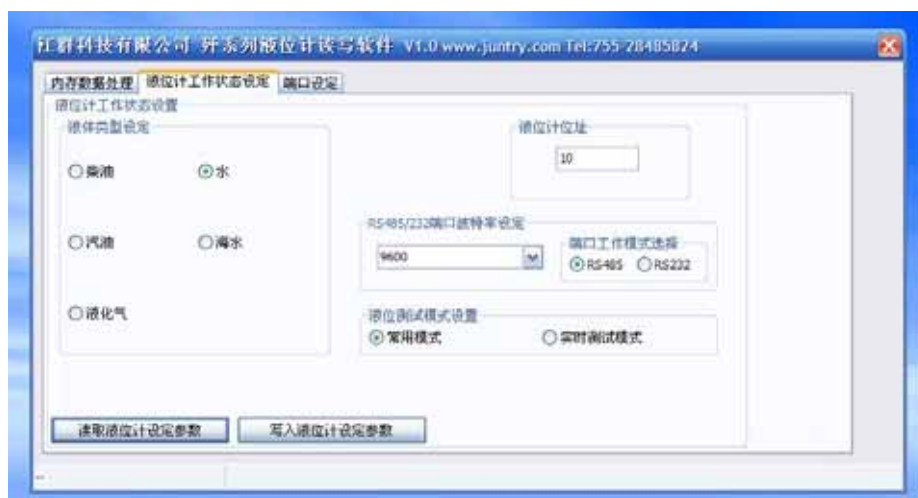 江群科技有限公司 系列液位计读写软件 V1.0 www.juntry.com Tel:755-28485824
内存数据处理 液位计工作状态设定 端口设定
液位计工作状态设置
液体类型设定 液位计位址
10
柴油 水
RS485/232端口波特率设定
汽油 海水 9600 端口工作模式选择
RS485 RS232
液化气
液位测试模式设置
常用模式 实时测试模式
读取液位计设定参数 写入液位计设定参数